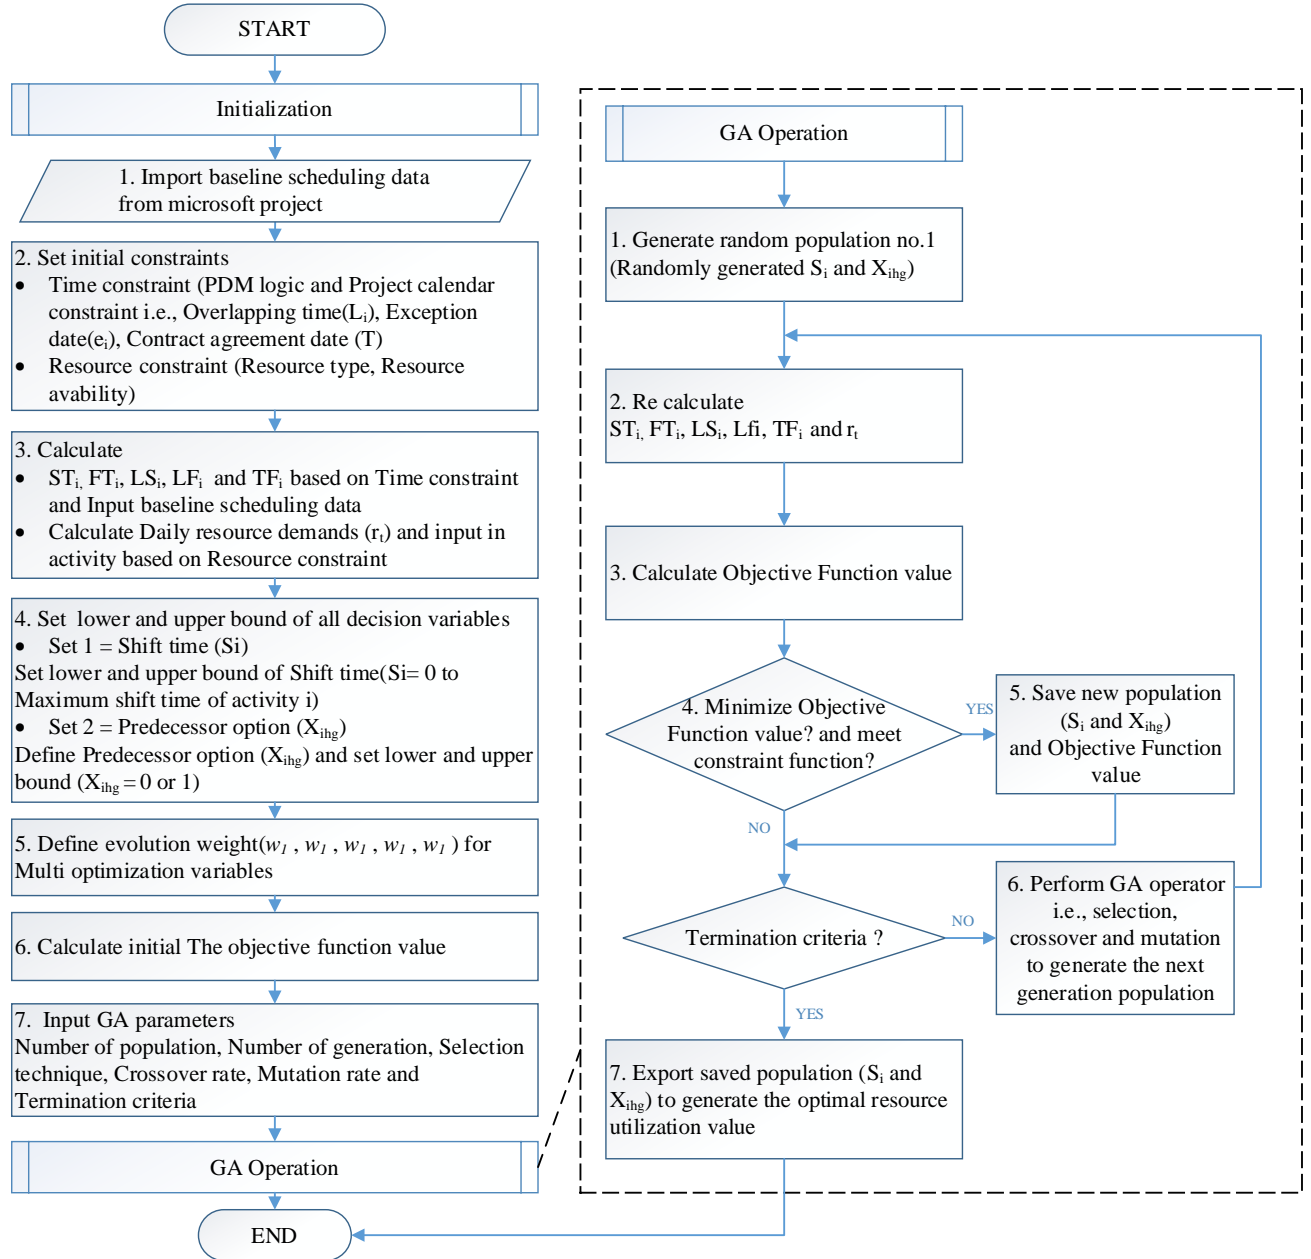 START
Initialization
1. Import baseline scheduling data
from microsoft project
2. Set initial constraints
• Time constraint (PDM logic and Project calendar
constraint i.e., Overlapping time(Li), Exception
date(ei), Contract agreement date (T)
• Resource constraint (Resource type, Resource
avability)
3. Calculate
• STi, FTi, LSi, LFi and TFi based on Time constraint
and Input baseline scheduling data
• Calculate Daily resource demands (rt) and input in
activity based on Resource constraint
4. Set lower and upper bound of all decision variables
• Set 1 = Shift time (Si)
Set lower and upper bound of Shift time(Si= 0 to
Maximum shift time of activity i)
• Set 2 = Predecessor option (Xihg)
Define Predecessor option (Xihg) and set lower and upper
bound (Xihg = 0 or 1)
5. Define evolution weight(w1 , w1 , w1 , w1 , w1 ) for
Multi optimization variables
6. Calculate initial The objective function value
7. Input GA parameters
Number of population, Number of generation, Selection
technique, Crossover rate, Mutation rate and
Termination criteria
GA Operation
END
GA Operation
1. Generate random population no.1
(Randomly generated Si and Xihg)
2. Re calculate
STi, FTi, LSi, Lfi, TFi and rt
3. Calculate Objective Function value
4. Minimize Objective
Function value? and meet
constraint function?
YES
5. Save new population
(Si and Xihg)
and Objective Function
value
NO
Termination criteria ?
NO
6. Perform GA operator
i.e., selection,
crossover and mutation
to generate the next
generation population
YES
7. Export saved population (Si and
Xihg) to generate the optimal resource
utilization value